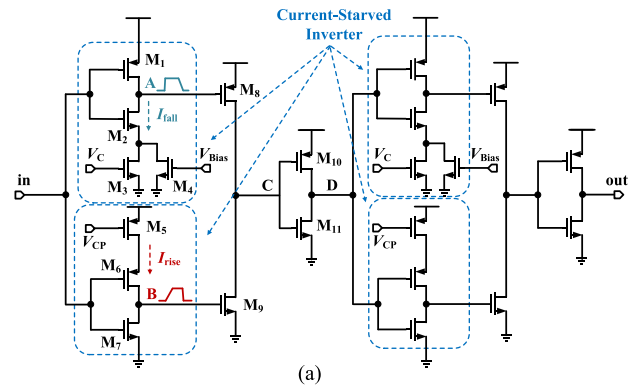 Current-Starved
Inverter
M1
A
M8
M2
Ifall
VC
VBias
M3
M4
in
M10
C
D
M11
VC
VBias
out
M5
VCP
M6
Irise
B
M9
M7
VCP
(a)